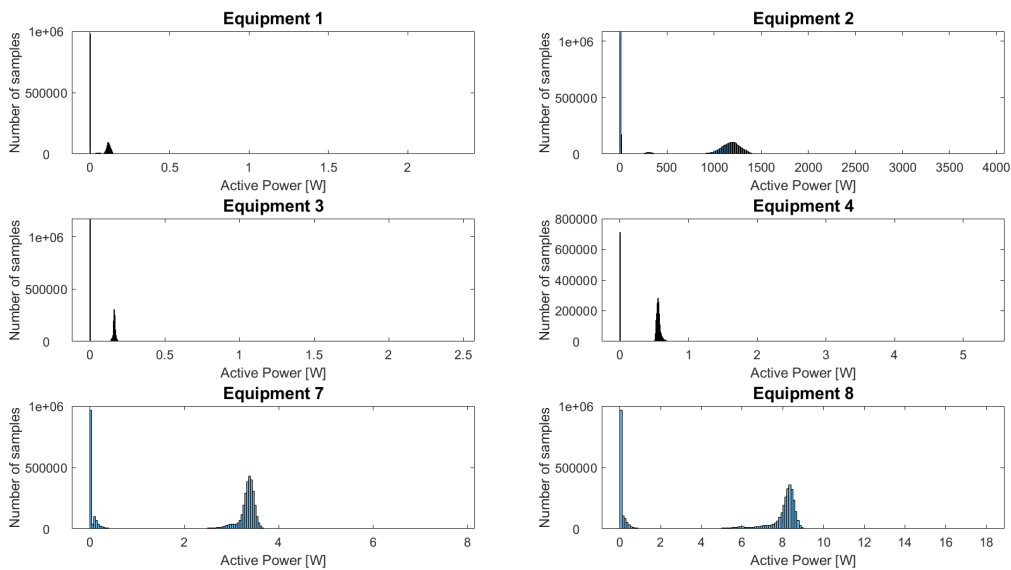 Equipment 1
Number of samples
1e+06
500000
0
0 0.5 1 1.5 2
Active Power [W]
Equipment 2
Number of samples
1e+06
500000
0
0 500 1000 1500 2000 2500 3000 3500 4000
Active Power [W]
Equipment 3
Number of samples
1e+06
500000
0
0 0.5 1 1.5 2 2.5
Active Power [W]
Equipment 4
Number of samples
800000
600000
400000
200000
0
0 1 2 3 4 5
Active Power [W]
Equipment 7
Number of samples
1e+06
500000
0
0 2 4 6 8
Active Power [W]
Equipment 8
Number of samples
1e+06
500000
0
0 2 4 6 8 10 12 14 16 18
Active Power [W]